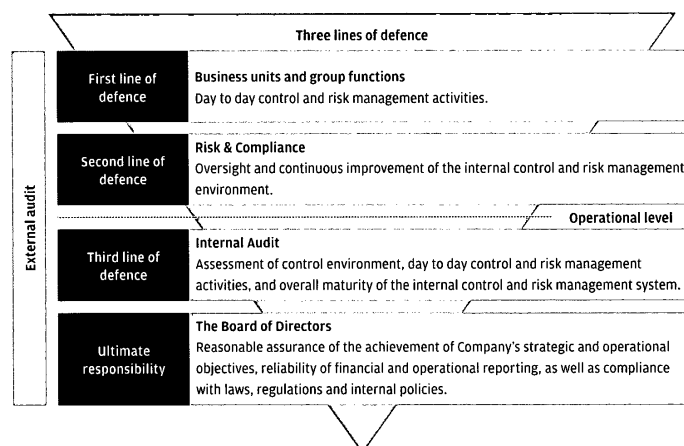 Three lines of defence
External audit
First line of
defence
Business units and group functions
Day to day control and risk management activities.
Second line of
defence
Risk & Compliance
Oversight and continuous improvement of the internal control and risk management
environment.
Operational level
Third line of
defence
Internal Audit
Assessment of control environment, day to day control and risk management
activities, and overall maturity of the internal control and risk management system.
Ultimate
responsibility
The Board of Directors
Reasonable assurance of the achievement of Company's strategic and operational
objectives, reliability of financial and operational reporting, as well as compliance
with laws, regulations and internal policies.